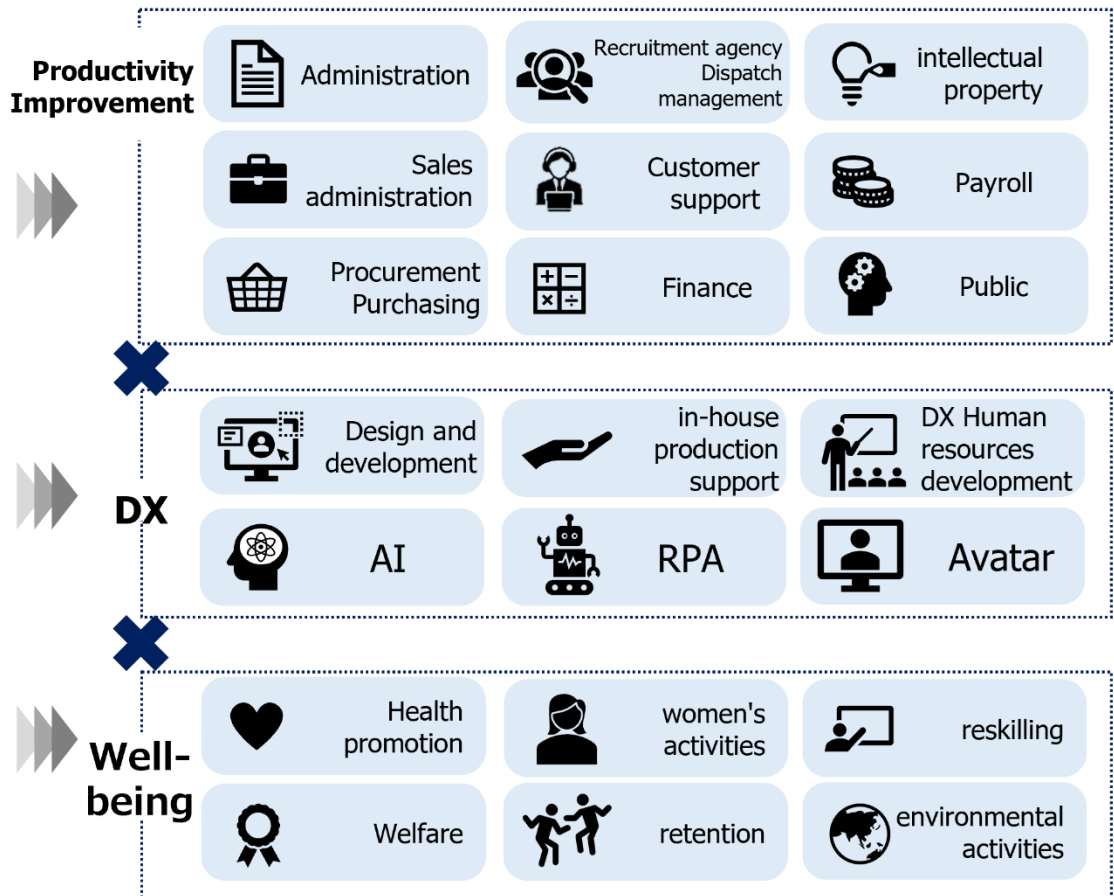 Productivity
Improvement
Administration
Recruitment agency
Dispatch
management
intellectual
property
Sales
administration
Customer
support
Payroll
Procurement
Purchasing
Finance
Public
DX
Design and
development
in-house
production
support
DX Human
resources
development
AI
RPA
Avatar
Well-
being
Health
promotion
women's
activities
reskilling
Welfare
retention
environmental
activities